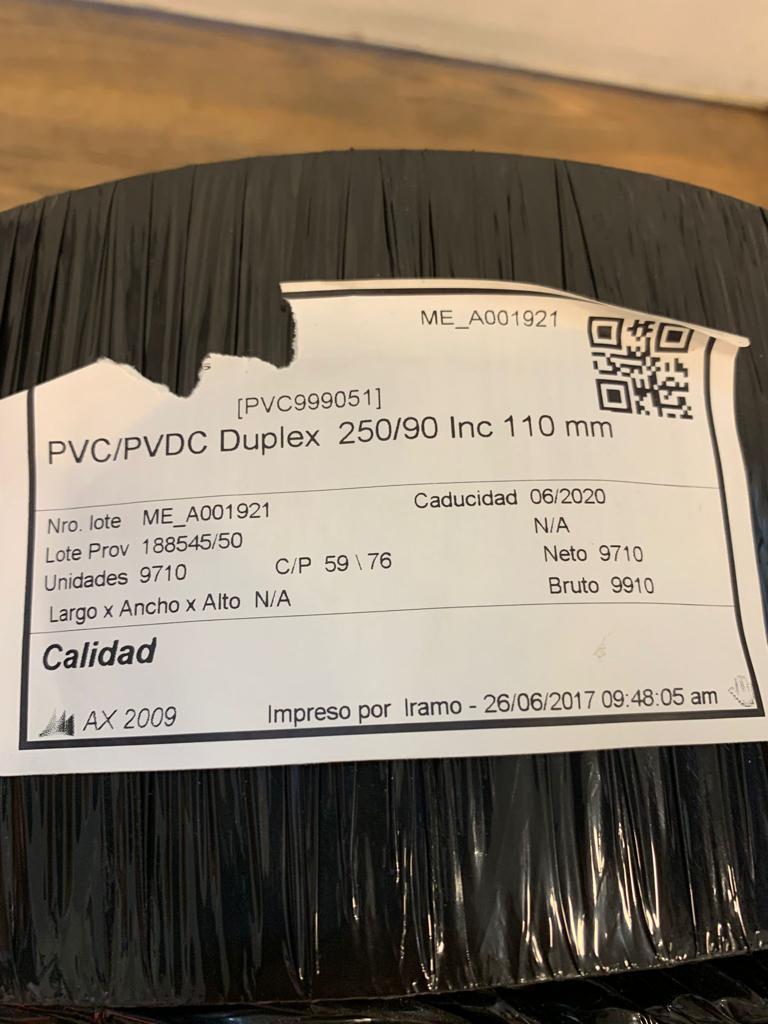 ME_A001921
[PVC999051]
PVC/PVDC Duplex 250/90 Inc 110 mm
Nro. lote ME_A001921 Caducidad 06/2020
Lote Prov 188545/50 N/A
Unidades 9710 C/P 59 \ 76 Neto 9710
Largo x Ancho x Alto N/A Bruto 9910
Calidad
AX 2009 Impreso por Iramo - 26/06/2017 09:48:05 am